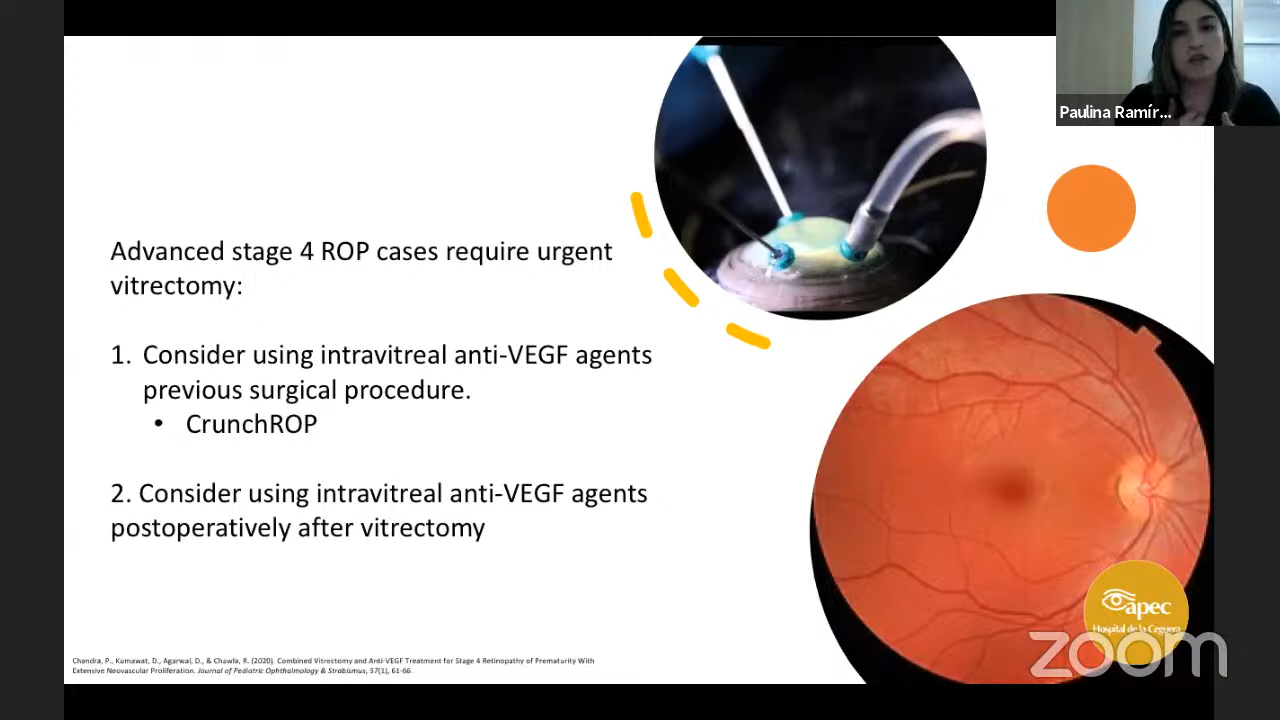 Paulina Ramír...
Advanced stage 4 ROP cases require urgent
vitrectomy:
1. Consider using intravitreal anti-VEGF agents
previous surgical procedure.
• CrunchROP
2. Consider using intravitreal anti-VEGF agents
postoperatively after vitrectomy
apec
Hospital de la Ceguera
zoom
Chandra, P., Kumawat, D., Agarwal, D., & Chawla, R. (2020). Combined Vitrectomy and Anti-VEGF Treatment for Stage 4 Retinopathy of Prematurity With
Extensive Neovascular Proliferation. Journal of Pediatric Ophthalmology & Strabismus, 57(1), 61-66.